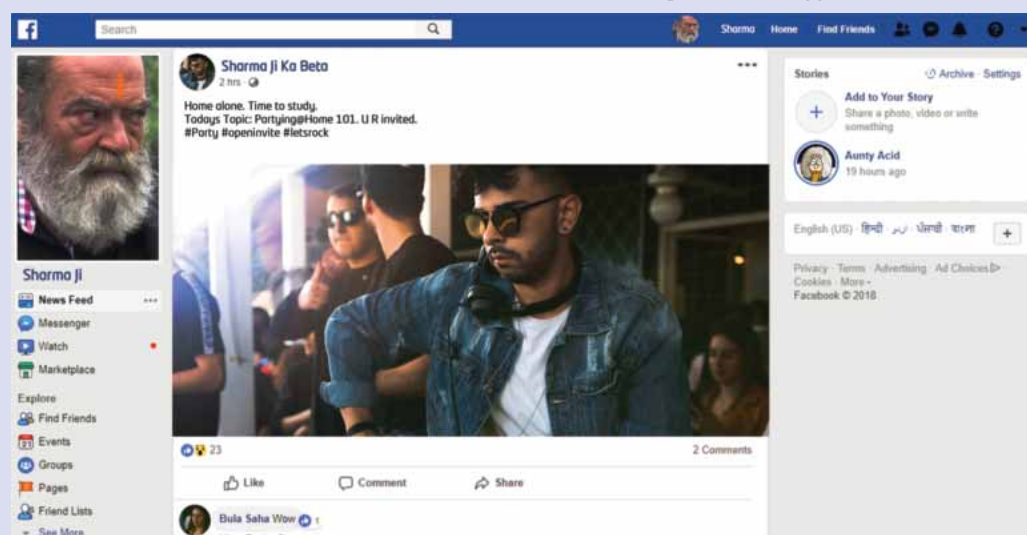 f
Search
Sharma Home Find Friends
Sharma Ji
News Feed
Messenger
Watch
Marketplace
Explore
Find Friends
Events
Groups
Pages
Friend Lists
See More
Sharma Ji Ka Beta
2 hrs
Home alone. Time to study.
Todays Topic: Partying@Home 101. U R invited.
#Party #openinvite #letsrock
23
2 Comments
Like Comment Share
Bula Saha Wow 1
Stories
Archive · Settings
Add to Your Story
Share a photo, video or write
something
Aunty Acid
19 hours ago
English (US) · हिन्दी · اردو · ਪੰਜਾਬੀ · বাংলা
Privacy · Terms · Advertising · Ad Choices
Cookies · More
Facebook © 2018